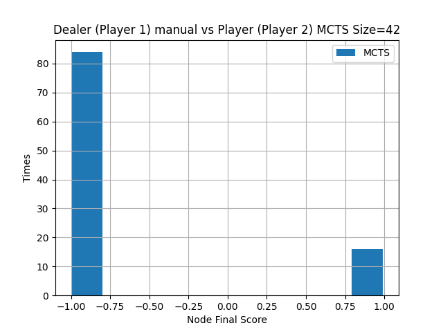 Dealer (Player 1) manual vs Player (Player 2) MCTS Size=42
MCTS
80
70
60
50
40
30
20
10
0
Times
−1.00 −0.75 −0.50 −0.25 0.00 0.25 0.50 0.75 1.00
Node Final Score